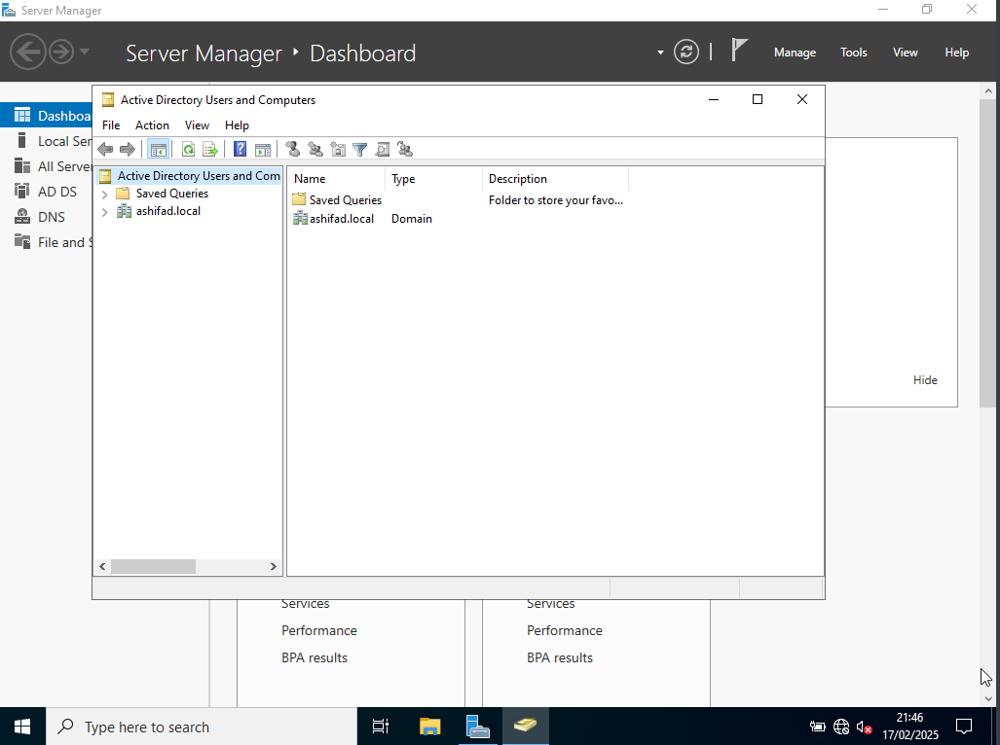 Server Manager
Server Manager Dashboard
Manage Tools View Help
Active Directory Users and Computers
File Action View Help
Dashboa
Local Ser
All Server
AD DS
DNS
File and S
Active Directory Users and Com
Saved Queries
ashifad.local
Name Type Description
Saved Queries Folder to store your favo...
ashifad.local Domain
Hide
Services Services
Performance Performance
BPA results BPA results
Type here to search
21:46
17/02/2025